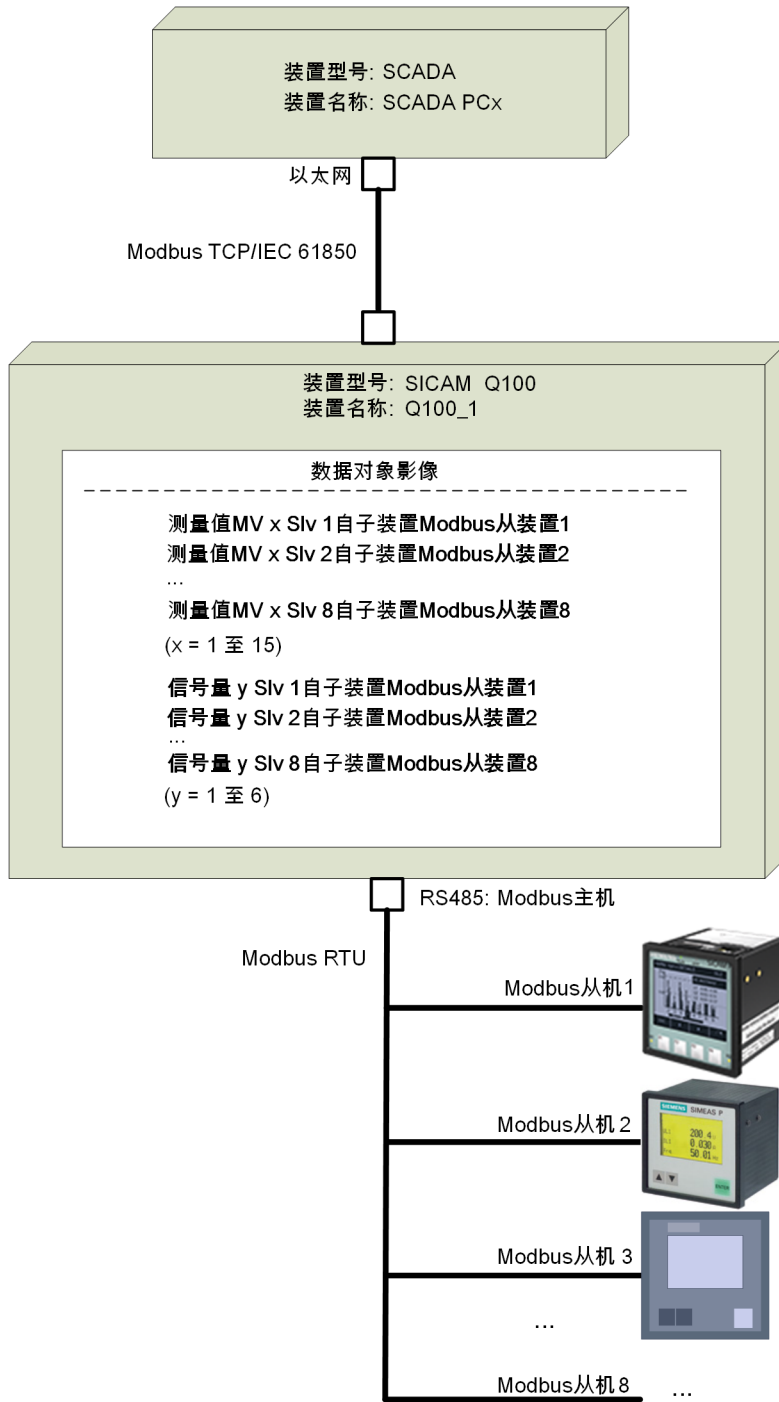 装置型号: SCADA
装置名称: SCADA PCx
以太网
Modbus TCP/IEC 61850
装置型号: SICAM Q100
装置名称: Q100_1
数据对象影像
测量值MV x Slv 1自子装置Modbus从装置1
测量值MV x Slv 2自子装置Modbus从装置2
...
测量值MV x Slv 8自子装置Modbus从装置8
(x = 1 至 15)
信号量 y Slv 1自子装置Modbus从装置1
信号量 y Slv 2自子装置Modbus从装置2
...
信号量 y Slv 8自子装置Modbus从装置8
(y = 1 至 6)
RS485: Modbus主机
Modbus RTU
Modbus从机1
Modbus从机 2
SIEMENS SIMEAS P
200.4
0.030
50.01
ENTER
Modbus从机 3
...
Modbus从机 8
...